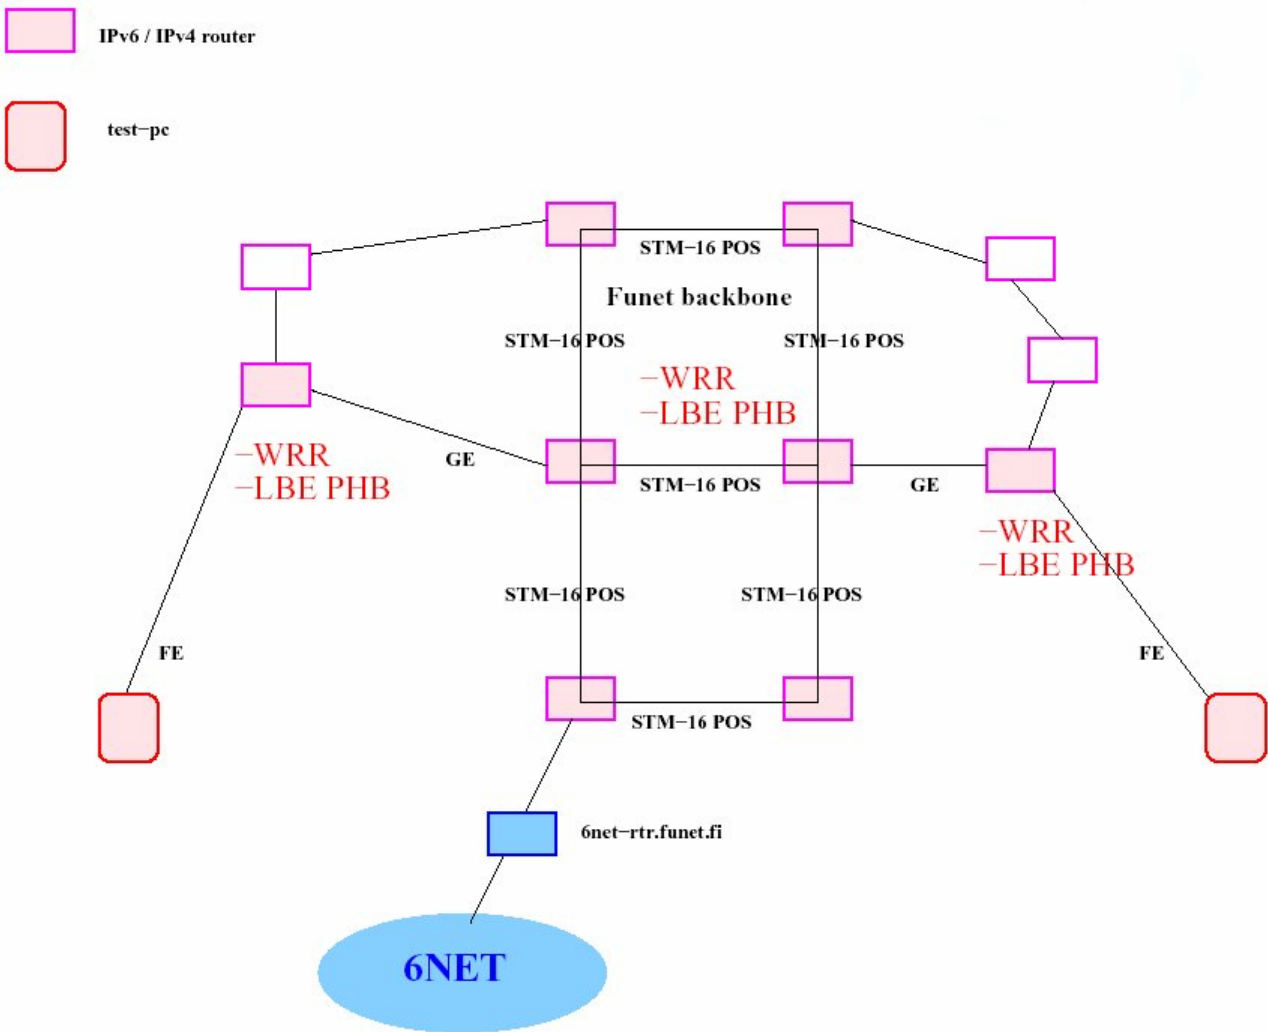 IPv6 / IPv4 router
test−pc
STM−16 POS
Funet backbone
STM−16 POS
STM−16 POS
−WRR
−LBE PHB
−WRR
−LBE PHB
GE
STM−16 POS
GE
−WRR
−LBE PHB
STM−16 POS
STM−16 POS
FE
FE
STM−16 POS
6net−rtr.funet.fi
6NET